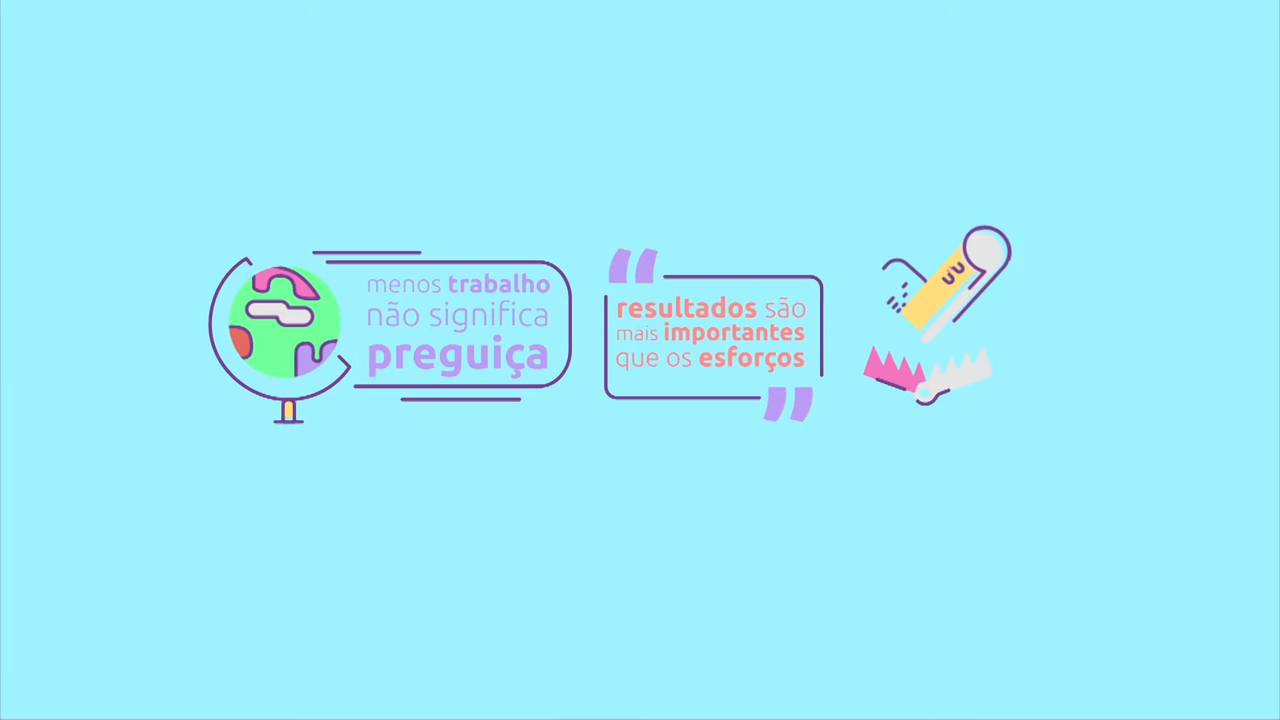 menos trabalho
não significa
preguiça
resultados são
mais importantes
que os esforços